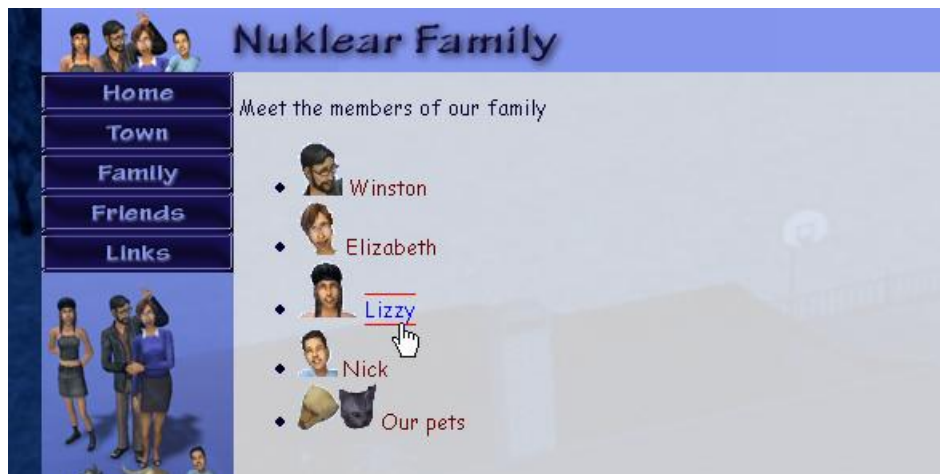 Nuklear Family
Home
Town
Family
Friends
Links
Meet the members of our family
Winston
Elizabeth
Lizzy
Nick
Our pets